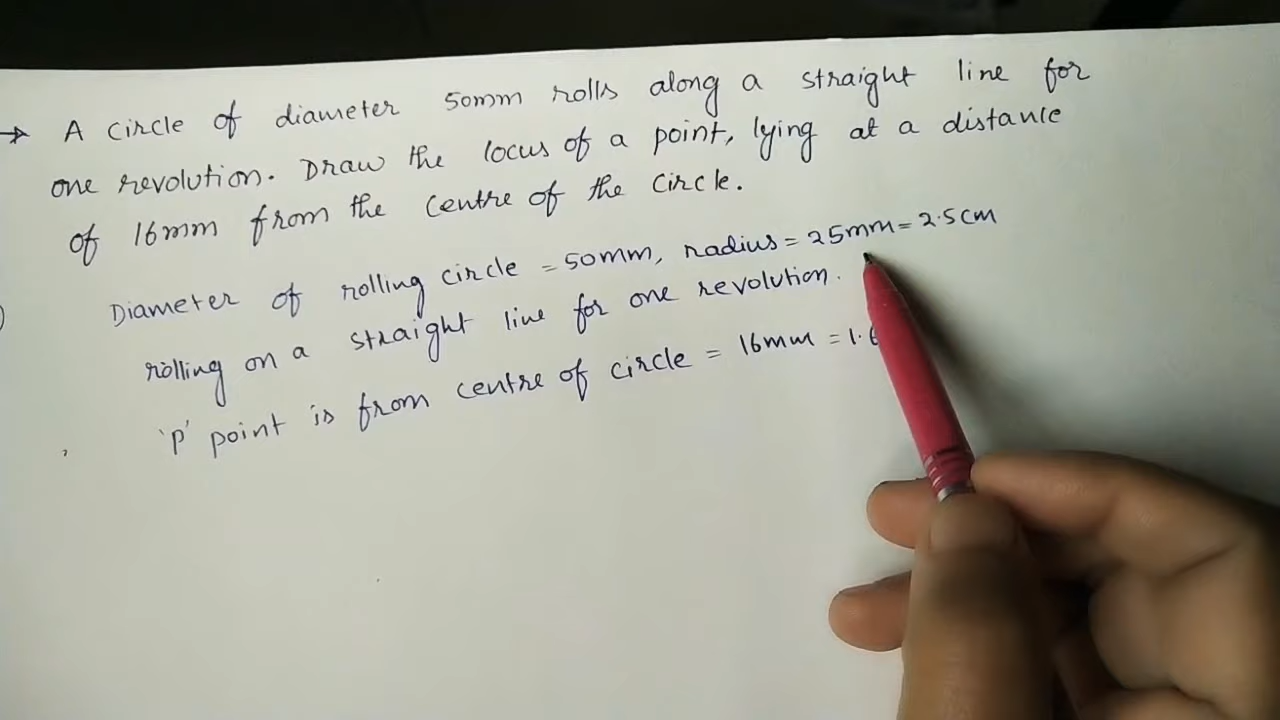 → A circle of diameter 50mm rolls along a straight line for
one revolution. Draw the locus of a point, lying at a distance
of 16mm from the centre of the circle.
Diameter of rolling circle = 50mm, radius = 25mm = 2.5cm
rolling on a straight line for one revolution.
'p' point is from centre of circle = 16mm = 1.6